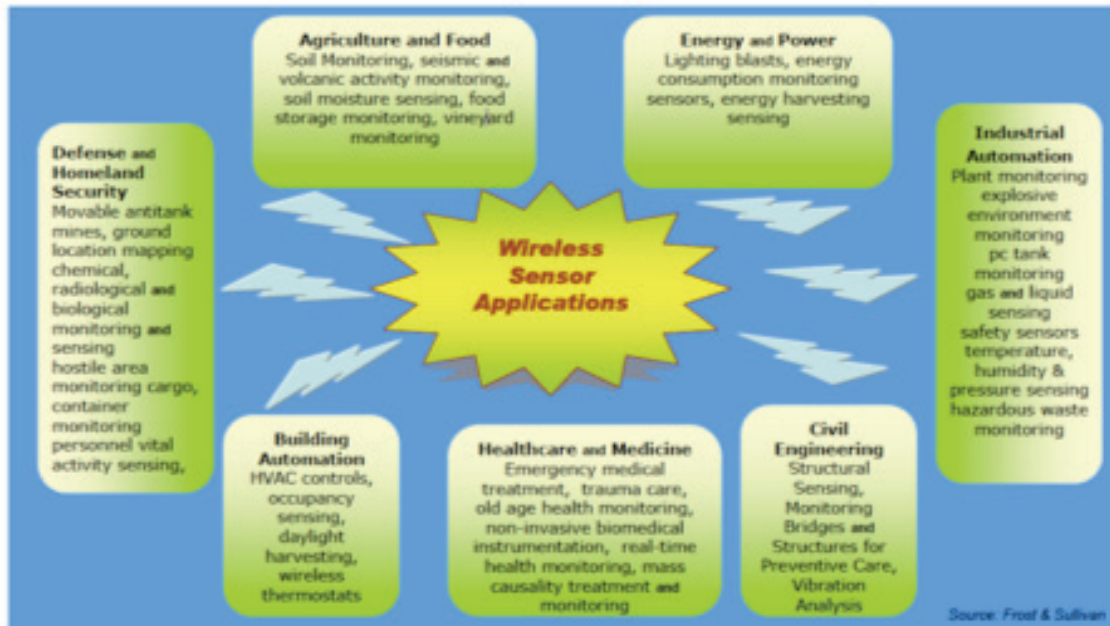 Agriculture and Food
Soil Monitoring, seismic and
volcanic activity monitoring,
soil moisture sensing, food
storage monitoring, vineyard
monitoring
Energy and Power
Lighting blasts, energy
consumption monitoring
sensors, energy harvesting
sensing
Defense and
Homeland
Security
Movable antitank
mines, ground
location mapping
chemical,
radiological and
biological
monitoring and
sensing
hostile area
monitoring cargo,
container
monitoring
personnel vital
activity sensing,
Wireless
Sensor
Applications
Industrial
Automation
Plant monitoring
explosive
environment
monitoring
pc tank
monitoring
gas and liquid
sensing
safety sensors
temperature,
humidity &
pressure sensing
hazardous waste
monitoring
Building
Automation
HVAC controls,
occupancy
sensing,
daylight
harvesting,
wireless
thermostats
Healthcare and Medicine
Emergency medical
treatment, trauma care,
old age health monitoring,
non-invasive biomedical
instrumentation, real-time
health monitoring, mass
causality treatment and
monitoring
Civil
Engineering
Structural
Sensing,
Monitoring
Bridges and
Structures for
Preventive Care,
Vibration
Analysis
Source: Frost & Sullivan